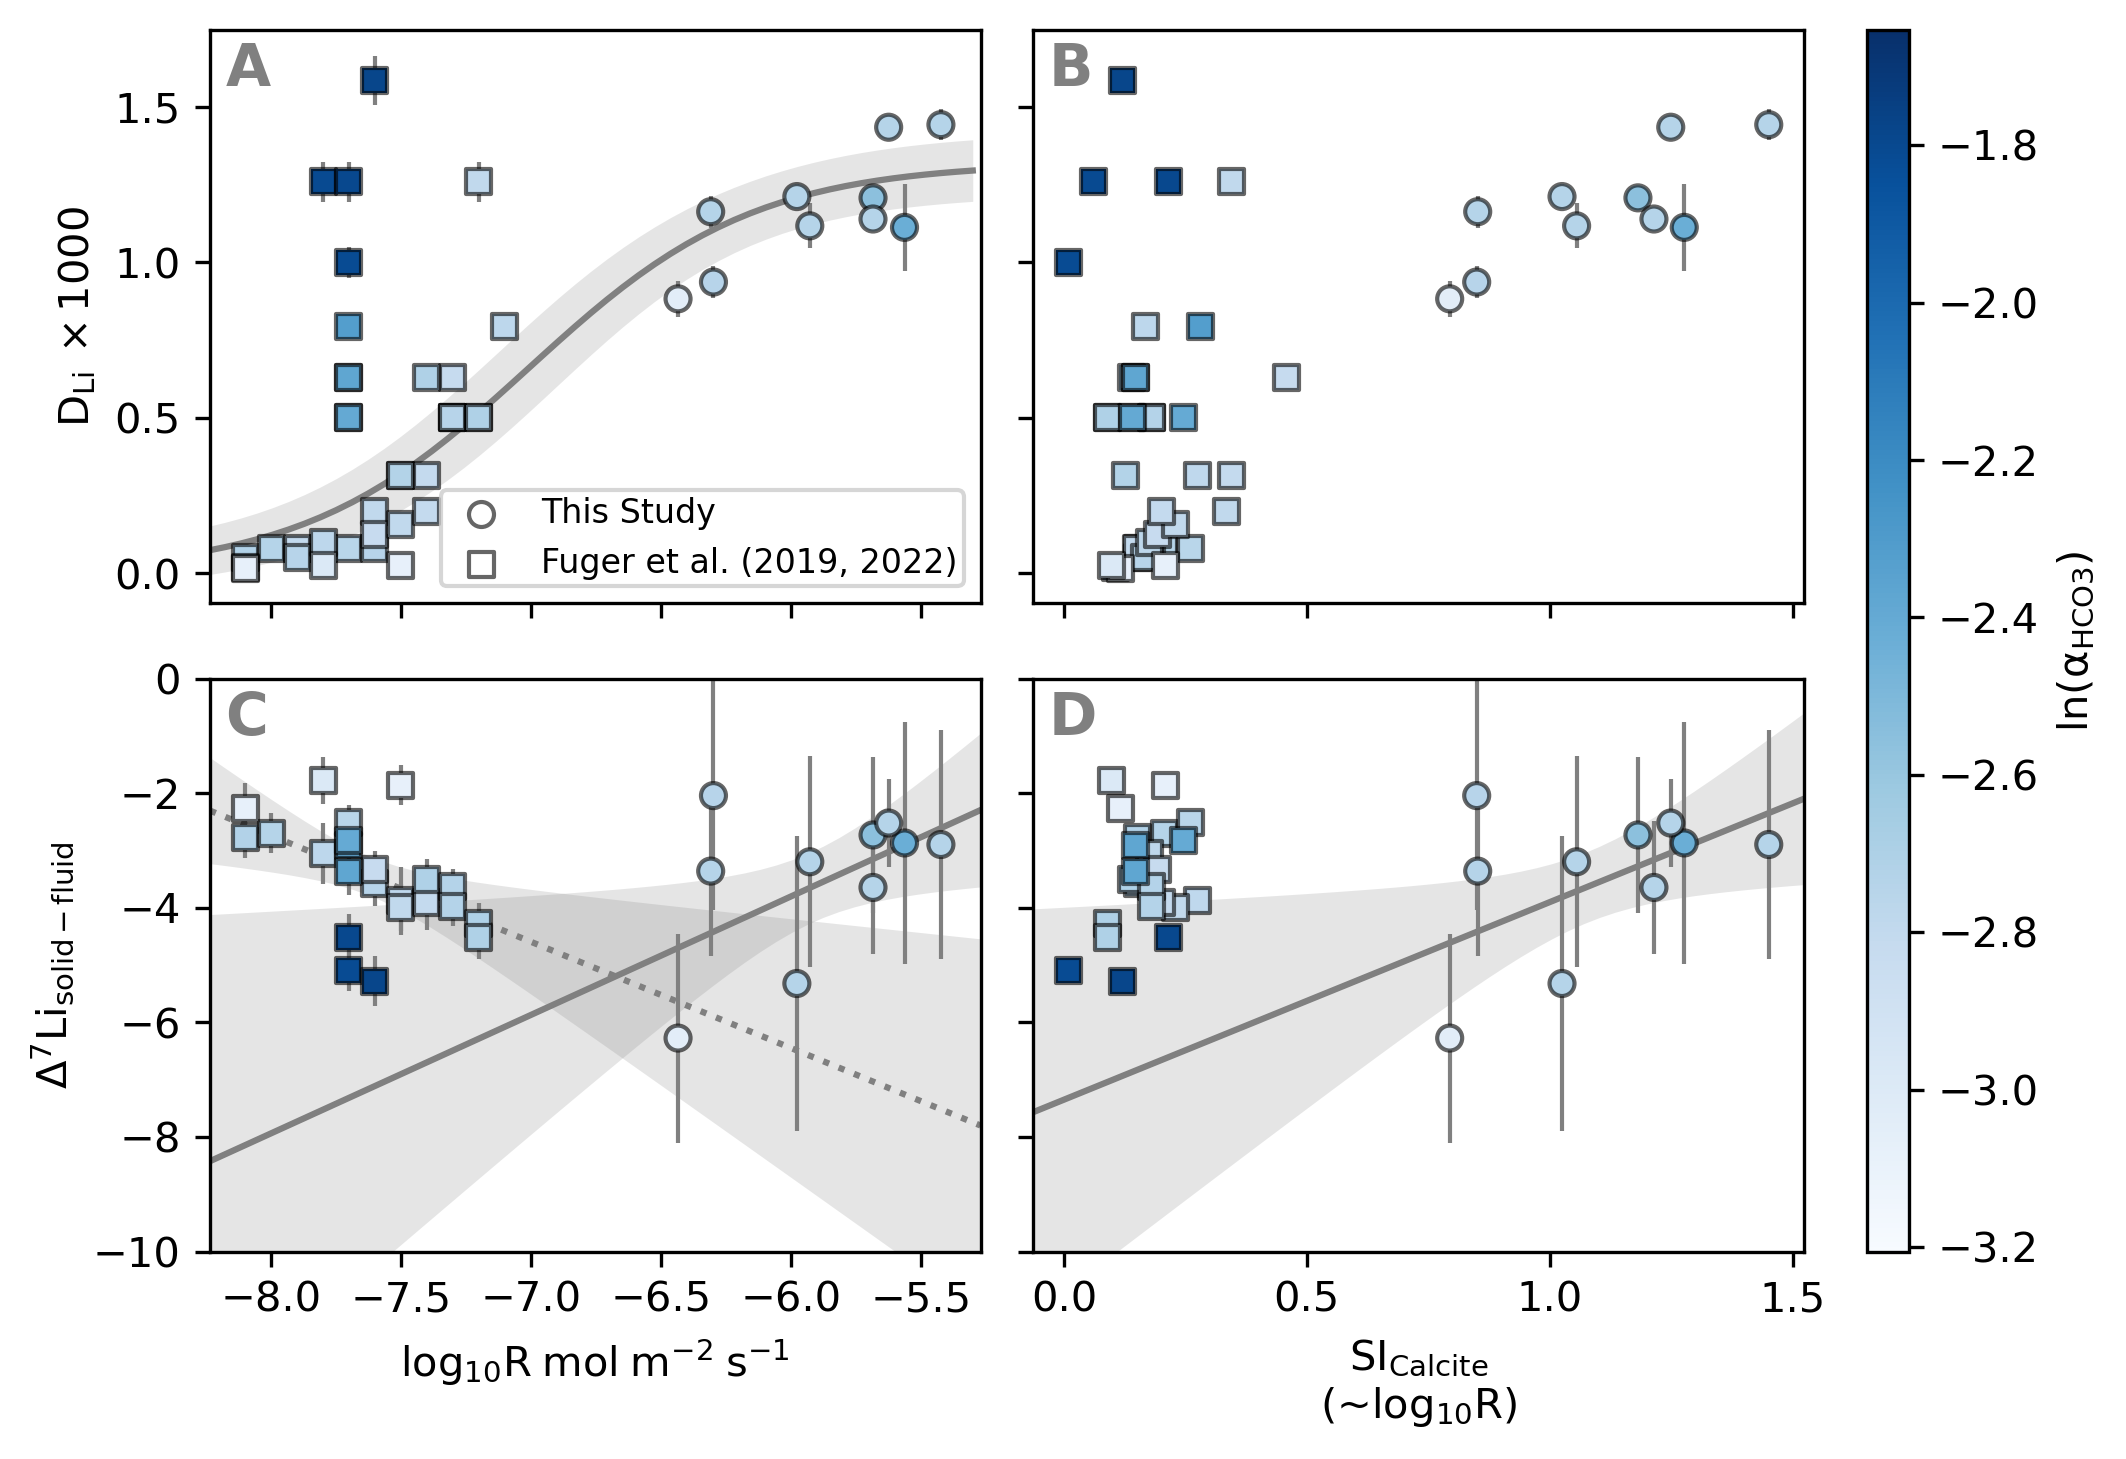 A
B
1.5
1.0
0.5
0.0
D_Li × 1000
This Study
Fuger et al. (2019, 2022)
C
D
0
−2
−4
−6
−8
−10
Δ⁷Li_solid−fluid
−8.0 −7.5 −7.0 −6.5 −6.0 −5.5
log₁₀R mol m⁻² s⁻¹
0.0 0.5 1.0 1.5
SI_Calcite
(~log₁₀R)
−1.8
−2.0
−2.2
−2.4
−2.6
−2.8
−3.0
−3.2
ln(α_HCO3)